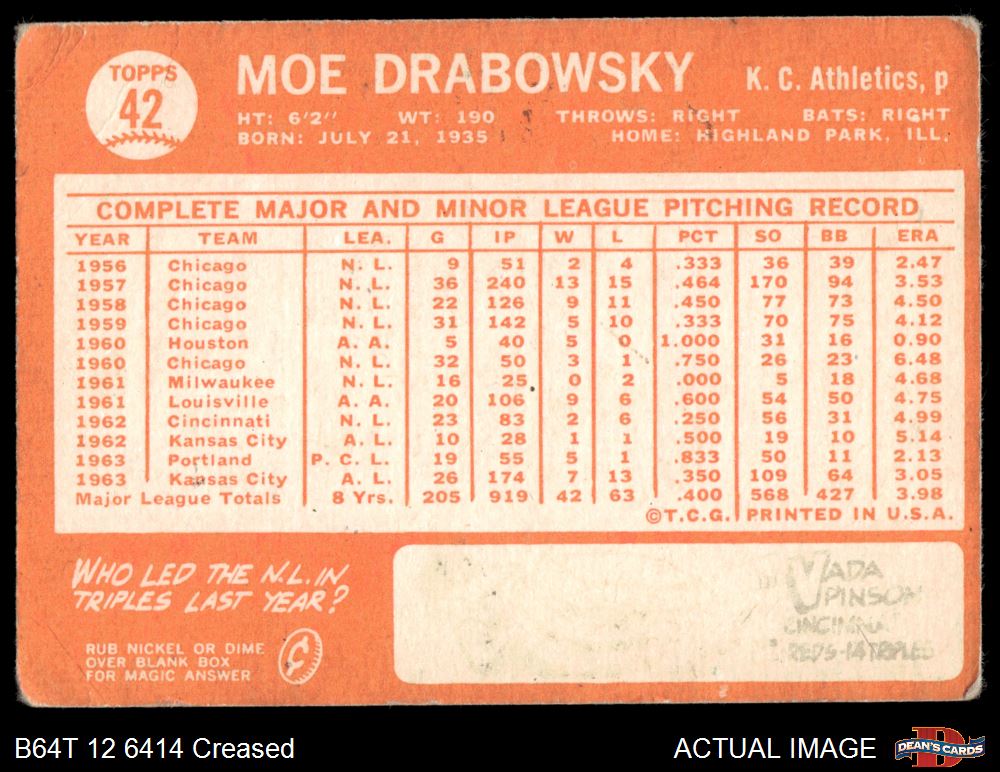 TOPPS
42
MOE DRABOWSKY
K. C. Athletics, p
HT: 6'2" WT: 190 THROWS: RIGHT BATS: RIGHT
BORN: JULY 21, 1935 HOME: HIGHLAND PARK, ILL.
COMPLETE MAJOR AND MINOR LEAGUE PITCHING RECORD
YEAR TEAM LEA. G IP W L PCT SO BB ERA
1956 Chicago N. L. 9 51 2 4 .333 36 39 2.47
1957 Chicago N. L. 36 240 13 15 .464 170 94 3.53
1958 Chicago N. L. 22 126 9 11 .450 77 73 4.50
1959 Chicago N. L. 31 142 5 10 .333 70 75 4.12
1960 Houston A. A. 5 40 5 0 1.000 31 16 0.90
1960 Chicago N. L. 32 50 3 1 .750 26 23 6.48
1961 Milwaukee N. L. 16 25 0 2 .000 5 18 4.68
1961 Louisville A. A. 20 106 9 6 .600 54 50 4.75
1962 Cincinnati N. L. 23 83 2 6 .250 56 31 4.99
1962 Kansas City A. L. 10 28 1 1 .500 19 10 5.14
1963 Portland P. C. L. 19 55 5 1 .833 50 11 2.13
1963 Kansas City A. L. 26 174 7 13 .350 109 64 3.05
Major League Totals 8 Yrs. 205 919 42 63 .400 568 427 3.98
©T.C.G. PRINTED IN U.S.A.
WHO LED THE N.L. IN
TRIPLES LAST YEAR?
RUB NICKEL OR DIME
OVER BLANK BOX
FOR MAGIC ANSWER
¢
VADA
PINSON
REDS-14 TRIPLES
B64T 12 6414 Creased
ACTUAL IMAGE
DEAN'S CARDS